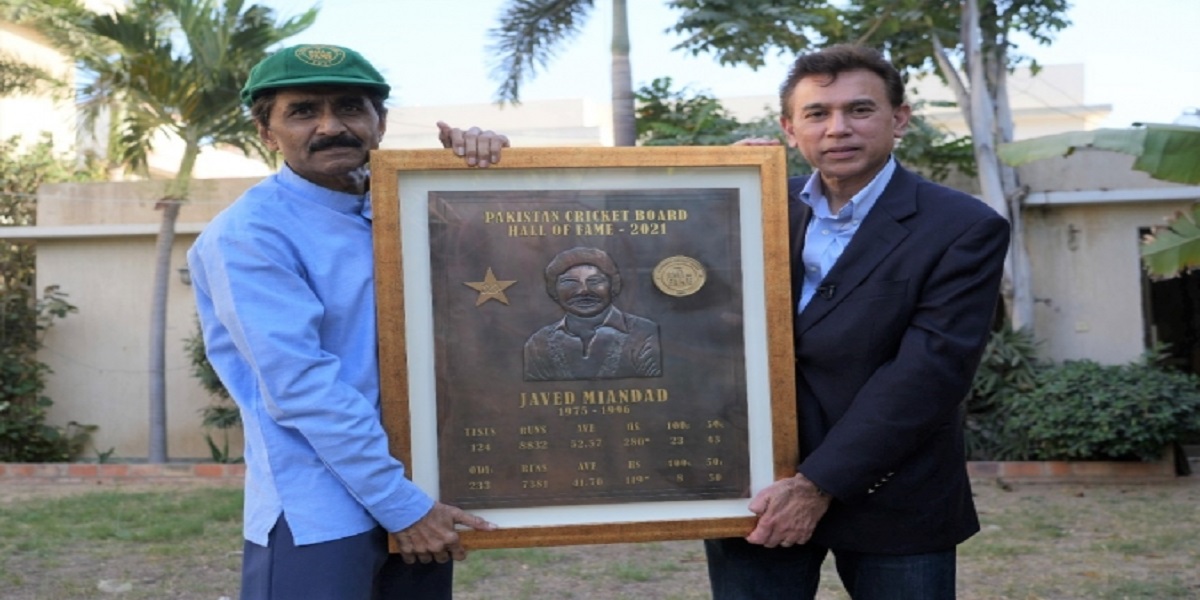 PAKISTAN CRICKET BOARD
HALL OF FAME - 2021
JAVED MIANDAD
1975 - 1996
TESTS RUNS AVE HS 100s 50s
124 8832 52.57 280* 23 43
ODI RUNS AVE HS 100s 50s
233 7381 41.70 119* 8 50